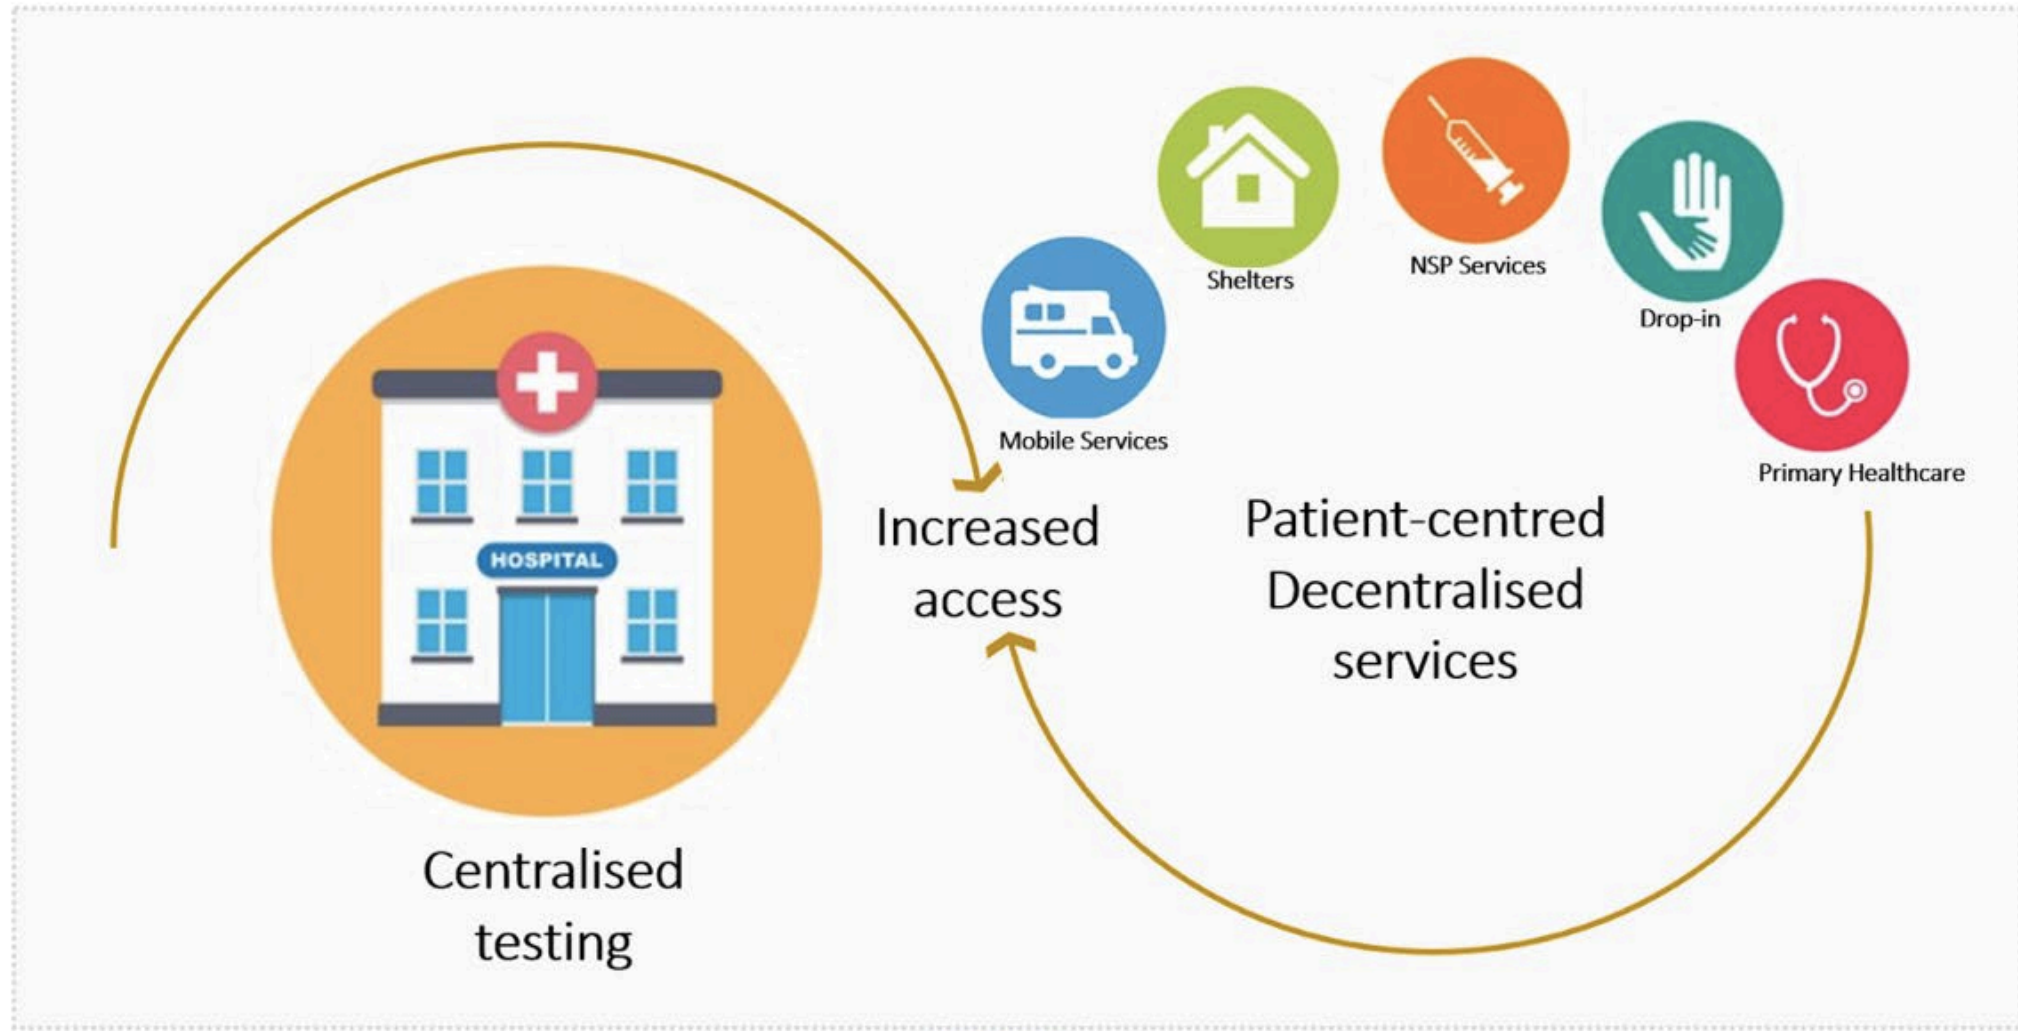 HOSPITAL
Centralised
testing
Increased
access
Mobile Services
Shelters
NSP Services
Drop-in
Primary Healthcare
Patient-centred
Decentralised
services